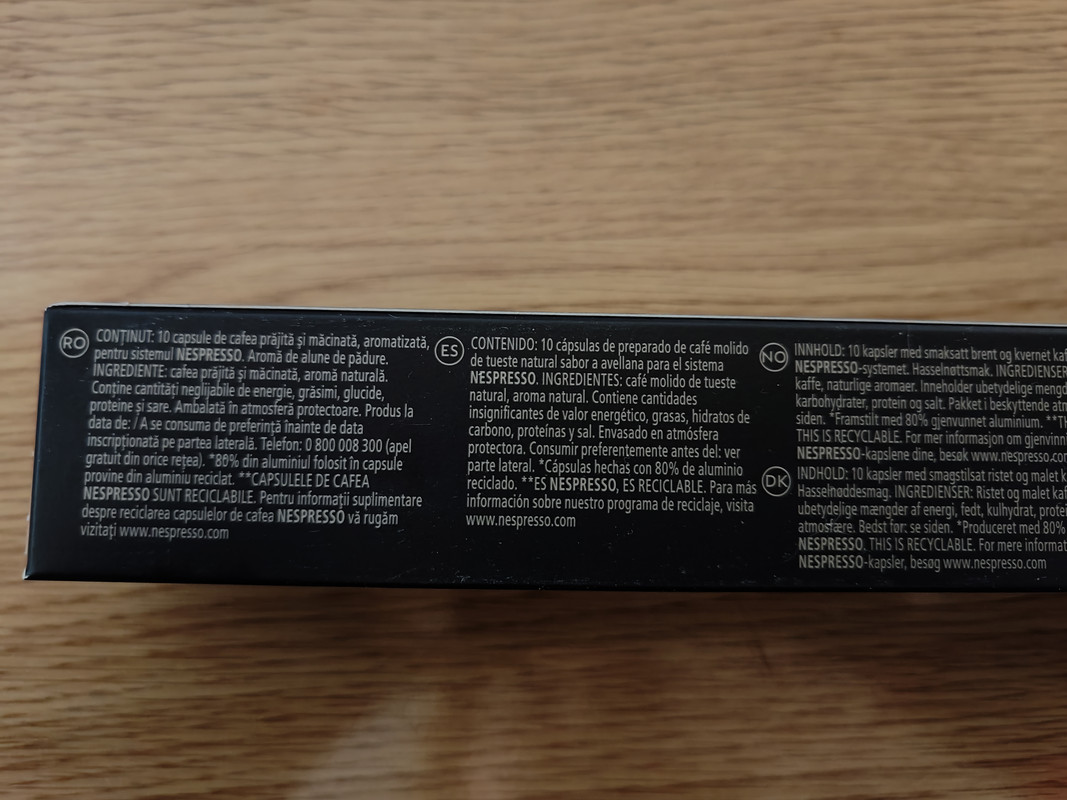 RO
CONȚINUT: 10 capsule de cafea prăjită și măcinată, aromatizată,
pentru sistemul NESPRESSO. Aromă de alune de pădure.
INGREDIENTE: cafea prăjită și măcinată, aromă naturală.
Conține cantități neglijabile de energie, grăsimi, glucide,
proteine și sare. Ambalată în atmosferă protectoare. Produs la
data de: / A se consuma de preferință înainte de data
inscripționată pe partea laterală. Telefon: 0 800 008 300 (apel
gratuit din orice rețea). *86% din aluminiul folosit în capsule
provine din aluminiu reciclat. **CAPSULELE DE CAFEA
NESPRESSO SUNT RECICLABILE. Pentru informații suplimentare
despre reciclarea capsulelor de cafea NESPRESSO vă rugăm
vizitați www.nespresso.com
ES
CONTENIDO: 10 cápsulas de preparado de café molido
de tueste natural sabor a avellana para el sistema
NESPRESSO. INGREDIENTES: café molido de tueste
natural, aroma natural. Contiene cantidades
insignificantes de valor energético, grasas, hidratos de
carbono, proteínas y sal. Envasado en atmósfera
protectora. Consumir preferentemente antes del: ver
parte lateral. *Cápsulas hechas con 80% de aluminio
reciclado. **ES NESPRESSO, ES RECICLABLE. Para más
información sobre nuestro programa de reciclaje, visita
www.nespresso.com
NO
INNHOLD: 10 kapsler med smaksatt brent og kvernet kaf
NESPRESSO-systemet. Hasselnøttsmak. INGREDIENSER
kaffe, naturlige aromaer. Inneholder ubetydelige mengd
karbohydrater, protein og salt. Pakket i beskyttende atm
siden. *Framstilt med 80% gjenvunnet aluminium. **TH
THIS IS RECYCLABLE. For mer informasjon om gjenvinn
NESPRESSO-kapslene dine, besøk www.nespresso.com
DK
INDHOLD: 10 kapsler med smagstilsat ristet og malet k
Hasselnøddesmag. INGREDIENSER: Ristet og malet kaf
ubetydelige mængder af energi, fedt, kulhydrat, protei
atmosfære. Bedst før: se siden. *Produceret med 80%
NESPRESSO. THIS IS RECYCLABLE. For mere informat
NESPRESSO-kapsler, besøg www.nespresso.com